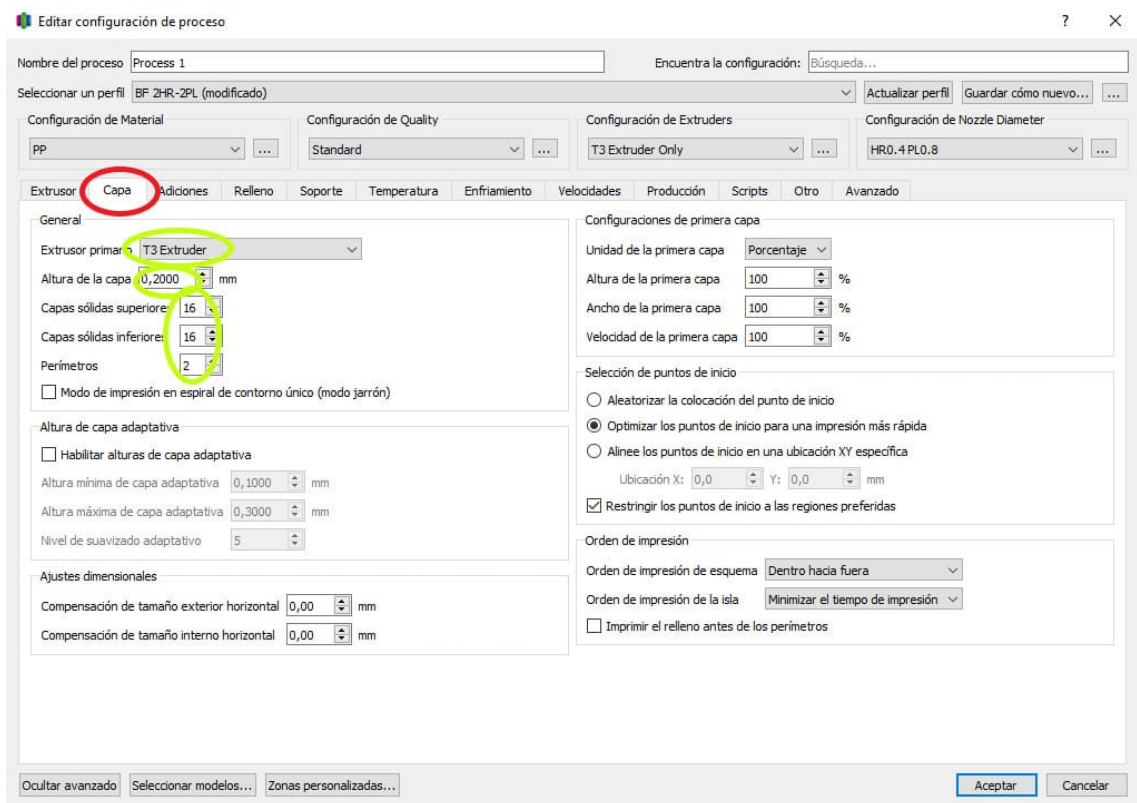 Editar configuración de proceso
? ×
Nombre del proceso Process 1 Encuentra la configuración: Búsqueda...
Seleccionar un perfil BF 2HR-2PL (modificado) Actualizar perfil Guardar cómo nuevo... ...
Configuración de Material Configuración de Quality Configuración de Extruders Configuración de Nozzle Diameter
PP ... Standard ... T3 Extruder Only ... HR0.4 PL0.8 ...
Extrusor Capa Adiciones Relleno Soporte Temperatura Enfriamiento Velocidades Producción Scripts Otro Avanzado
General
Extrusor primario T3 Extruder
Altura de la capa 0,2000 mm
Capas sólidas superiores 16
Capas sólidas inferiores 16
Perímetros 2
Modo de impresión en espiral de contorno único (modo jarrón)
Altura de capa adaptativa
Habilitar alturas de capa adaptativa
Altura mínima de capa adaptativa 0,1000 mm
Altura máxima de capa adaptativa 0,3000 mm
Nivel de suavizado adaptativo 5
Ajustes dimensionales
Compensación de tamaño exterior horizontal 0,00 mm
Compensación de tamaño interno horizontal 0,00 mm
Configuraciones de primera capa
Unidad de la primera capa Porcentaje
Altura de la primera capa 100 %
Ancho de la primera capa 100 %
Velocidad de la primera capa 100 %
Selección de puntos de inicio
Aleatorizar la colocación del punto de inicio
Optimizar los puntos de inicio para una impresión más rápida
Alinee los puntos de inicio en una ubicación XY específica
Ubicación X: 0,0 Y: 0,0 mm
Restringir los puntos de inicio a las regiones preferidas
Orden de impresión
Orden de impresión de esquema Dentro hacia fuera
Orden de impresión de la isla Minimizar el tiempo de impresión
Imprimir el relleno antes de los perímetros
Ocultar avanzado Seleccionar modelos... Zonas personalizadas... Aceptar Cancelar